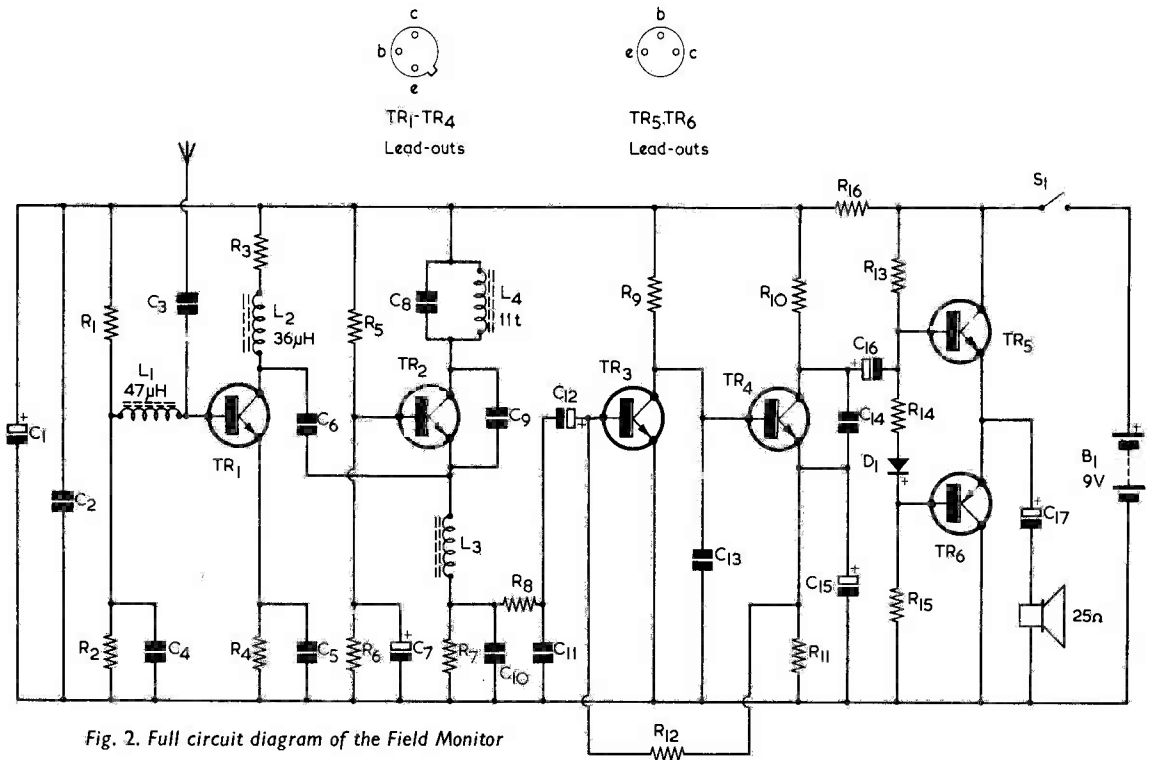 c
b
e
TR1-TR4
Lead-outs
b
e
c
TR5,TR6
Lead-outs
R16
S1
R3
R13
C3
L2
36μH
C8
L4
11t
R9
R10
R1
R5
TR5
L1
47μH
TR2
TR3
TR4
C16
+
C12
+
C1
+
TR1
C6
C9
C14
R14
D1
+
B1
9V
+
C2
TR6
C17
+
L3
C13
C15
+
R8
R15
25Ω
R2
C4
R4
C5
R6
C7
+
R7
C10
C11
R11
R12
Fig. 2. Full circuit diagram of the Field Monitor